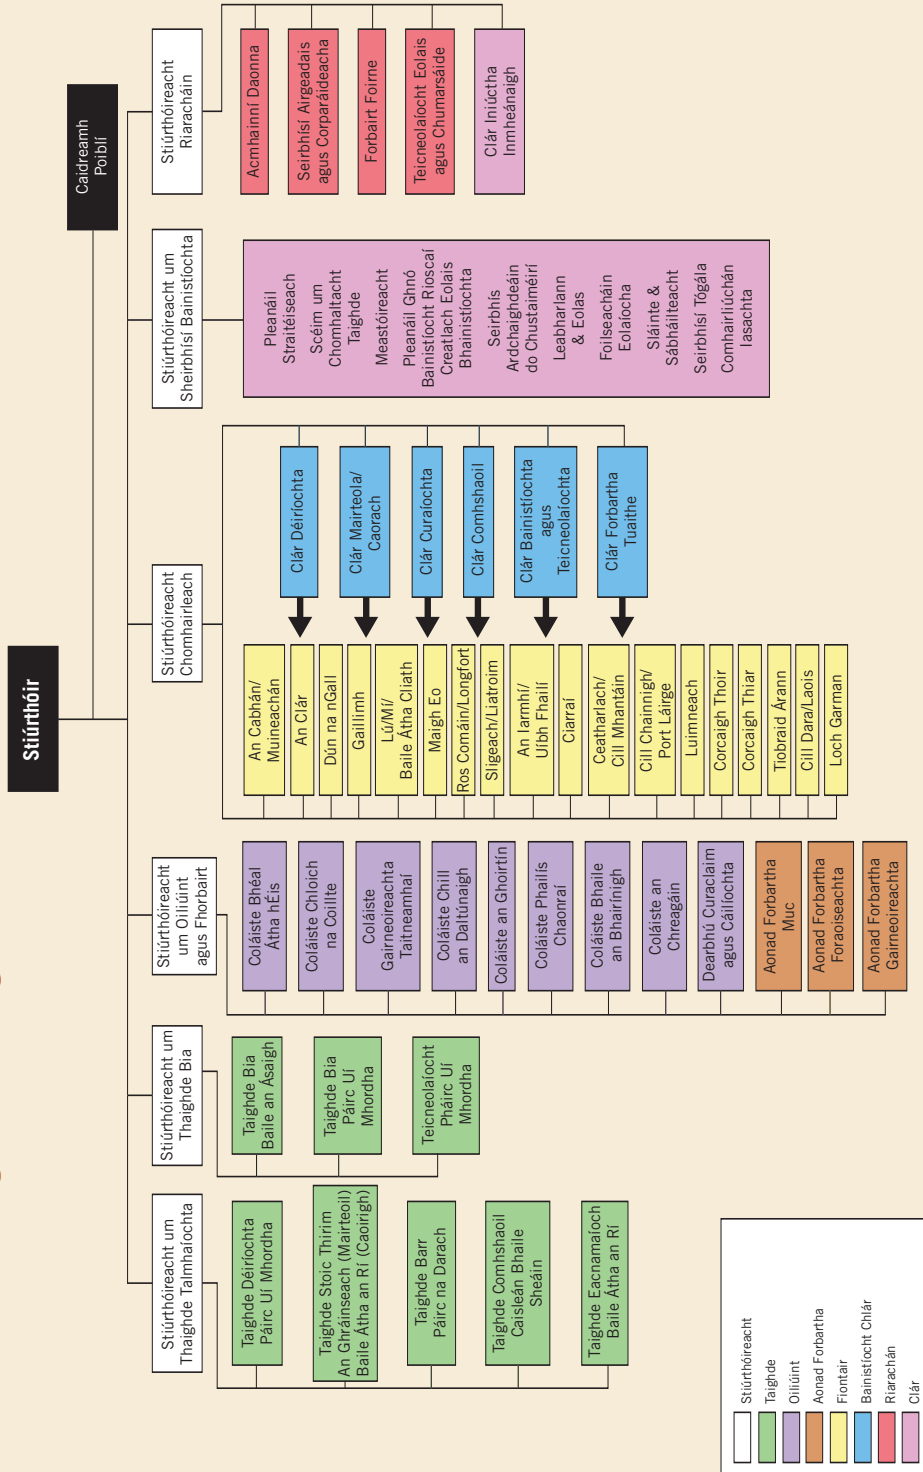 Stiúrthóir
Caidreamh
Poiblí
Stiúrthóireacht um
Thaighde Talmhaíochta
Taighde Déiríochta
Páirc Uí Mhordha
Taighde Stoic Thirim
An Ghráinseach (Mairteoil)
Baile Átha an Rí (Caoirigh)
Taighde Barr
Páirc na Darach
Taighde Comhshaoil
Caisleán Bhaile
Sheáin
Taighde Eacnamaíoch
Baile Átha an Rí
Stiúrthóireacht um
Thaighde Bia
Taighde Bia
Baile an Ásaigh
Taighde Bia
Páirc Uí
Mhordha
Teicneolaíocht
Pháirc Uí
Mhordha
Stiúrthóireacht
um Oiliúint
agus Fhorbairt
Coláiste Bhéal
Átha hÉis
Coláiste Chloich
na Coillte
Coláiste
Gairneoireachta
Taitneamhaí
Coláiste Chill
an Daltúnaigh
Coláiste an Ghoirtín
Coláiste Phailís
Chaonraí
Coláiste Bhaile
an Bhairínigh
Coláiste an
Chreagáin
Dearbhú Curaclaim
agus Cáilíochta
Aonad Forbartha
Muc
Aonad Forbartha
Foraoiseachta
Aonad Forbartha
Gairneoireachta
Stiúrthóireacht
Chomhairleach
An Cabhán/
Muineachán
An Clár
Dún na nGall
Gaillimh
Lú/Mí/
Baile Átha Cliath
Maigh Eo
Ros Comáin/Longfort
Sligeach/Liatroim
An Iarmhí/
Uíbh Fhailí
Ciarraí
Ceatharlach/
Cill Mhantáin
Cill Chainnigh/
Port Láirge
Luimneach
Corcaigh Thoir
Corcaigh Thiar
Tiobraid Árann
Cill Dara/Laois
Loch Garman
Clár Déiríochta
Clár Mairteola/
Caorach
Clár Curaíochta
Clár Comhshaoil
Clár Bainistíochta
agus
Teicneolaíochta
Clár Forbartha
Tuaithe
Stiúrthóireacht um
Sheirbhísí Bainistíochta
Pleanáil
Straitéiseach
Scéim um
Chomhaltacht
Taighde
Meastóireacht
Pleanáil Ghnó
Bainistíocht Rioscaí
Creatlach Eolais
Bhainistíochta
Seirbhís
Ardchaighdeáin
do Chustaiméirí
Leabharlann
& Eolas
Foilseacháin
Eolaíocha
Sláinte &
Sábháilteacht
Seirbhísí Tógála
Comhairliúchán
Iasachta
Stiúrthóireacht
Riaracháin
Acmhainní Daonna
Seirbhísí Airgeadais
agus Corparáideacha
Forbairt Foirne
Teicneolaíocht Eolais
agus Chumarsáide
Clár Iniúctha
Inmheánaigh
Stiúrthóireacht
Taighde
Oiliúint
Aonad Forbartha
Fiontair
Bainistíocht Chlár
Riarachán
Clár